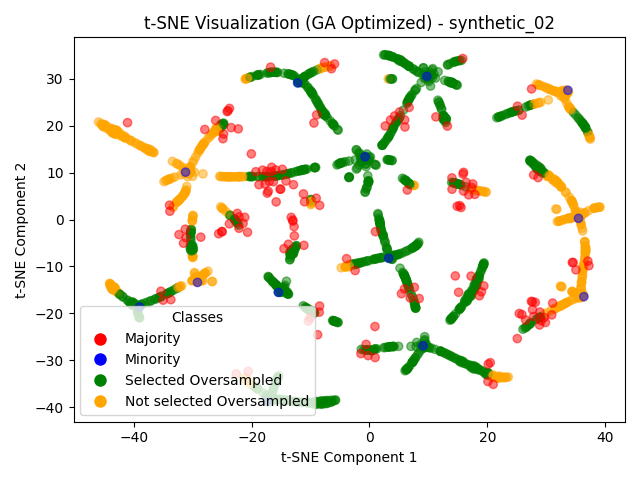 t-SNE Visualization (GA Optimized) - synthetic_02
t-SNE Component 2
30
20
10
0
−10
−20
−30
−40
Classes
Majority
Minority
Selected Oversampled
Not selected Oversampled
−40
−20
0
20
40
t-SNE Component 1